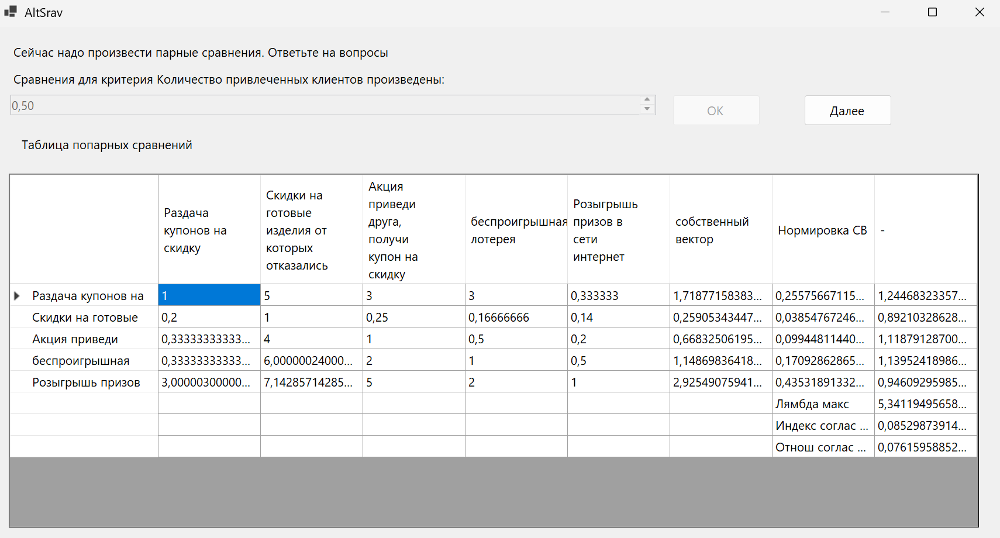 AltSrav
Сейчас надо произвести парные сравнения. Ответьте на вопросы
Сравнения для критерия Количество привлеченных клиентов произведены:
0,50
ОК
Далее
Таблица попарных сравнений
Раздача
купонов на
скидку
Скидки на
готовые
изделия от
которых
отказались
Акция
приведи
друга,
получи
купон на
скидку
беспроигрышная
лотерея
Розыгрышь
призов в
сети
интернет
собственный
вектор
Нормировка СВ
-
Раздача купонов на 1 5 3 3 0,333333 1,71877158383... 0,25575667115... 1,24468323357...
Скидки на готовые 0,2 1 0,25 0,16666666 0,14 0,25905343447... 0,03854767246... 0,89210328628...
Акция приведи 0,33333333333... 4 1 0,5 0,2 0,66832506195... 0,09944811440... 1,11879128700...
беспроигрышная 0,33333333333... 6,00000024000... 2 1 0,5 1,14869836418... 0,17092862865... 1,13952418986...
Розыгрышь призов 3,00000300000... 7,14285714285... 5 2 1 2,92549075941... 0,43531891332... 0,94609295985...
Лямбда макс 5,34119495658...
Индекс соглас ... 0,08529873914...
Отнош соглас ... 0,07615958852...